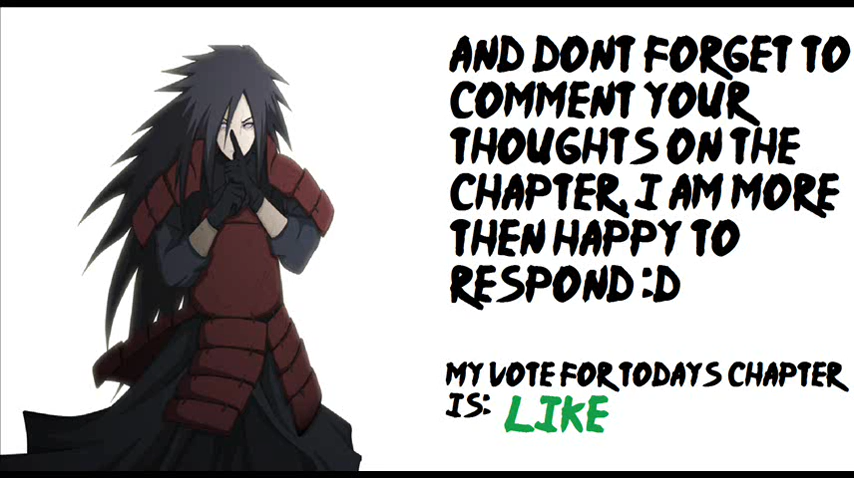 AND DONT FORGET TO
COMMENT YOUR
THOUGHTS ON THE
CHAPTER, I AM MORE
THEN HAPPY TO
RESPOND :D
MY VOTE FOR TODAYS CHAPTER
IS: LIKE